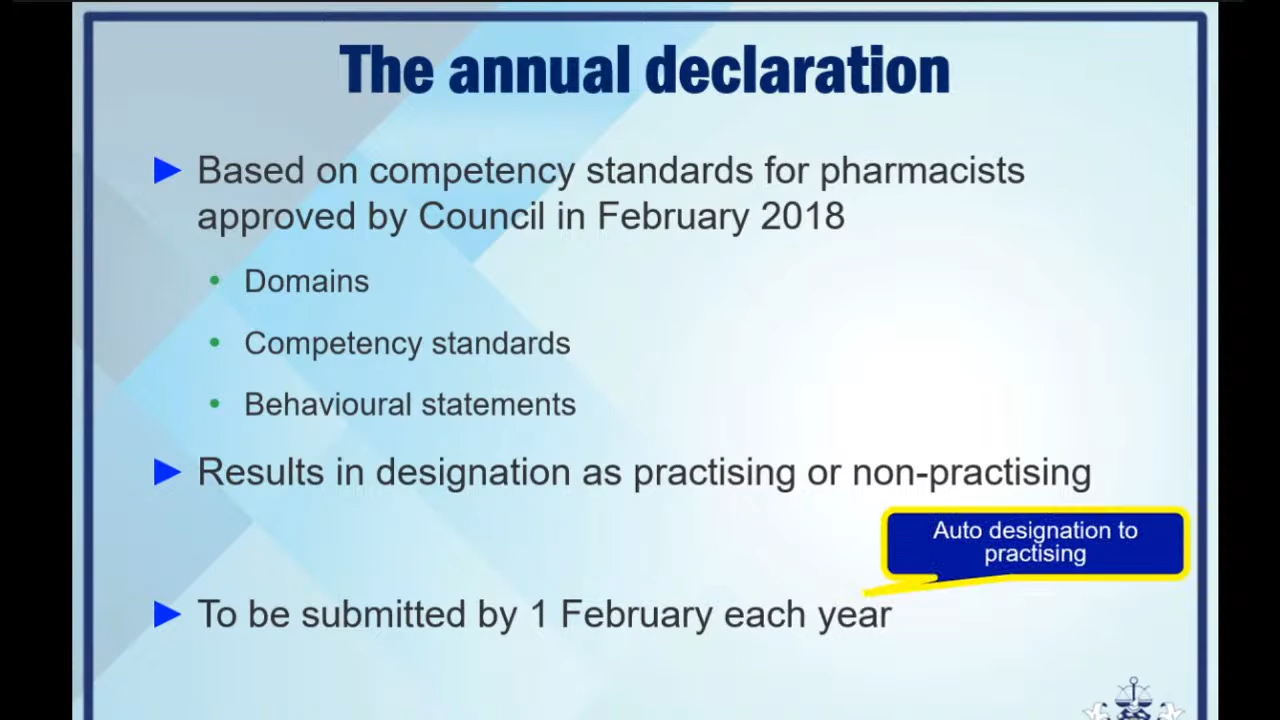 The annual declaration
Based on competency standards for pharmacists
approved by Council in February 2018
Domains
Competency standards
Behavioural statements
Results in designation as practising or non-practising
Auto designation to
practising
To be submitted by 1 February each year